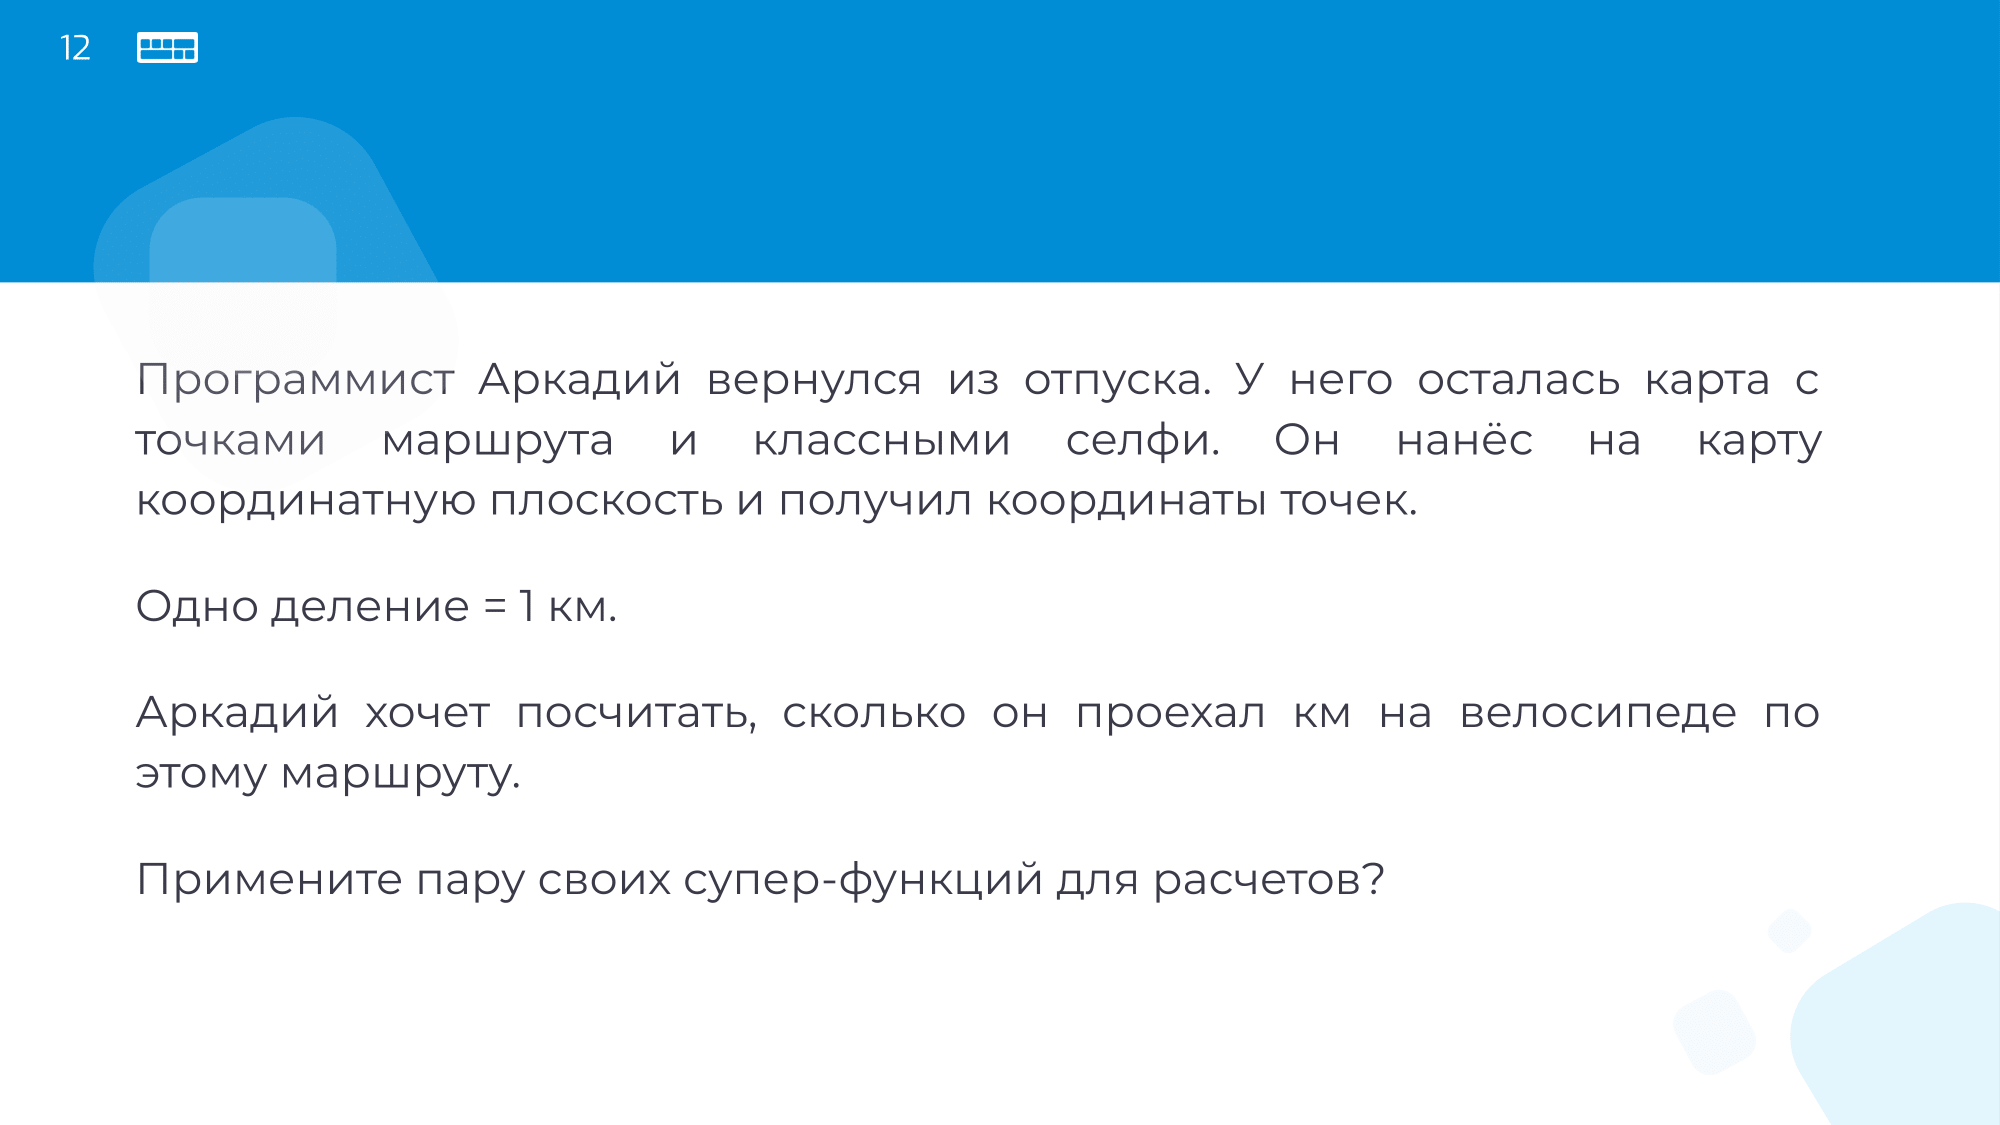 12
Программист Аркадий вернулся из отпуска. У него осталась карта с
точками маршрута и классными селфи. Он нанёс на карту
координатную плоскость и получил координаты точек.
Одно деление = 1 км.
Аркадий хочет посчитать, сколько он проехал км на велосипеде по
этому маршруту.
Примените пару своих супер-функций для расчетов?